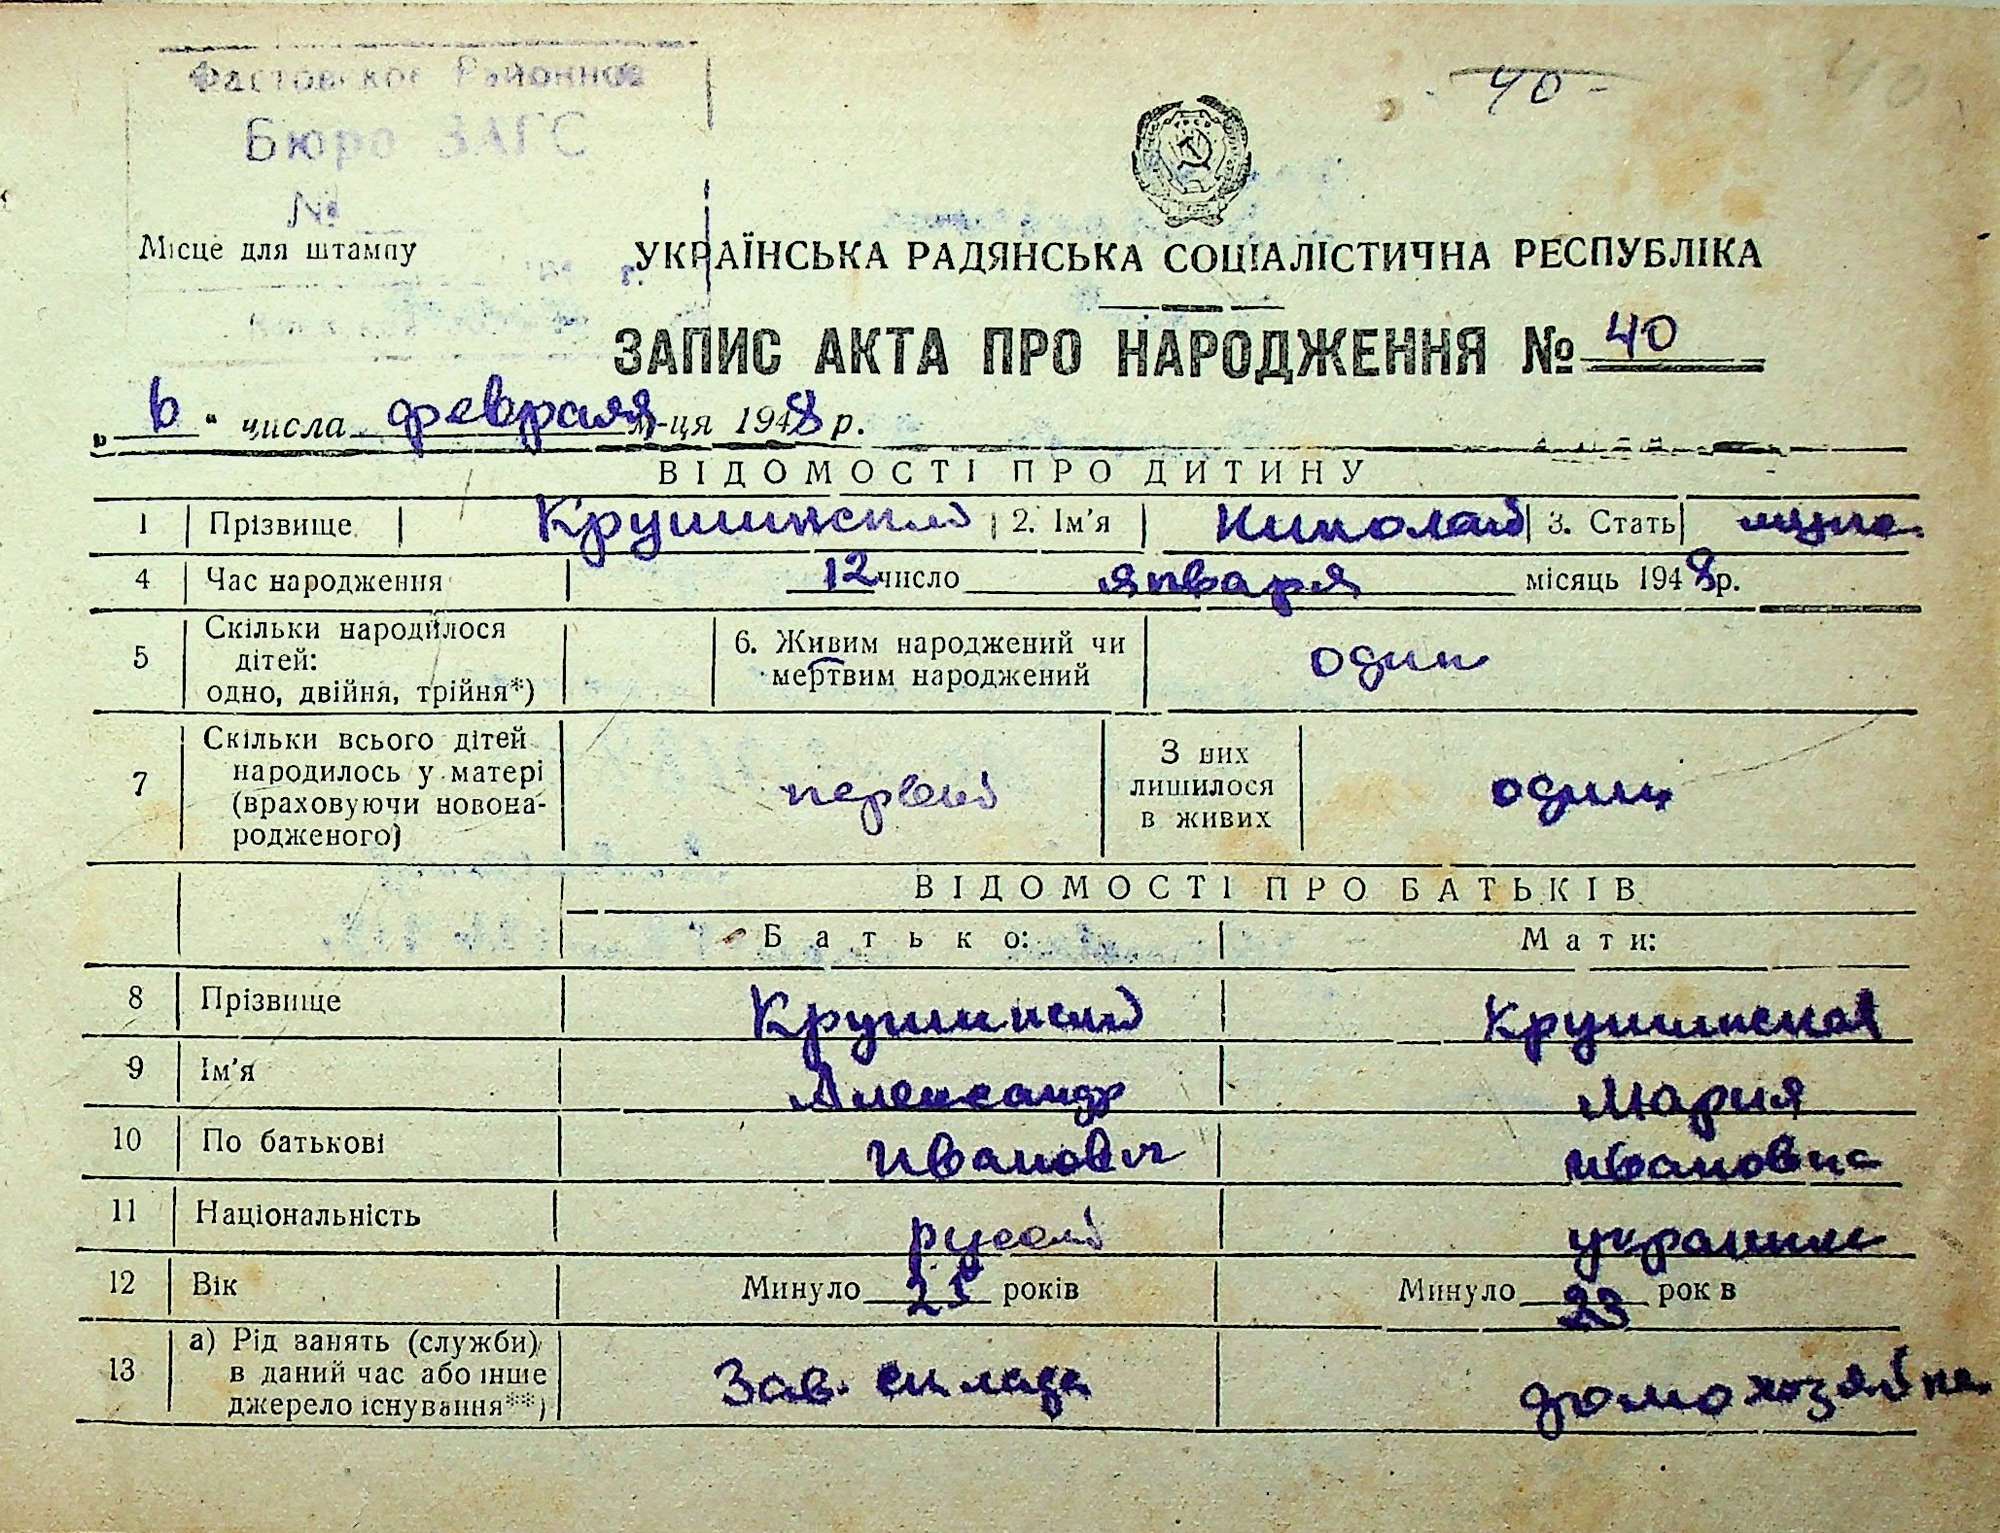 Фастовское Районное
Бюро ЗАГС
№
Місце для штампу
40
УКРАЇНСЬКА РАДЯНСЬКА СОЦІАЛІСТИЧНА РЕСПУБЛІКА
ЗАПИС АКТА ПРО НАРОДЖЕННЯ № 40
„6" числа февраля м-ця 1948 р.
ВІДОМОСТІ ПРО ДИТИНУ
1 Прізвище Крушинский 2. Ім'я Николай 3. Стать муж.
4 Час народження 12 число января місяць 1948 р.
5 Скільки народилося дітей: одно, двійня, трійня*) 6. Живим народжений чи мертвим народжений один
7 Скільки всього дітей народилось у матері (враховуючи новонародженого) первый З них лишилося в живих один
ВІДОМОСТІ ПРО БАТЬКІВ
Батько: Мати:
8 Прізвище Крушинский Крушинская
9 Ім'я Александр Мария
10 По батькові Иванович Ивановна
11 Національність русский украинк
12 Вік Минуло 25 років Минуло 23 рок в
13 а) Рід занять (служби) в даний час або інше джерело існування**) Зав. склада домохозяйка